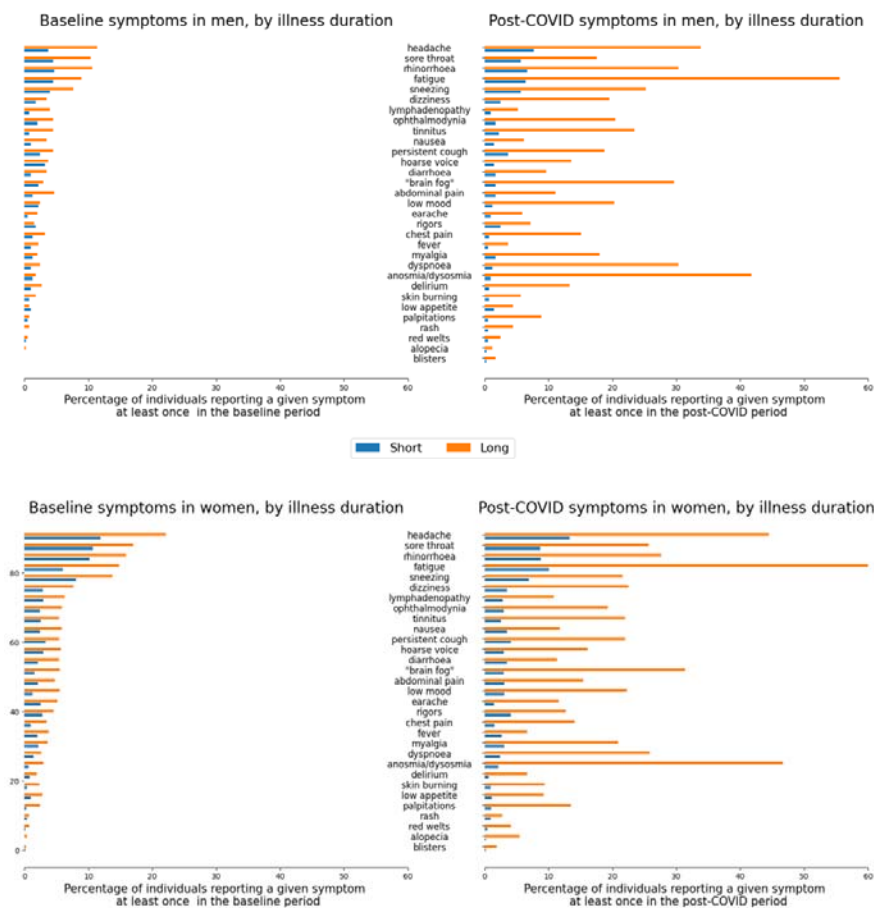 Baseline symptoms in men, by illness duration
Post-COVID symptoms in men, by illness duration
headache
sore throat
rhinorrhoea
fatigue
sneezing
dizziness
lymphadenopathy
ophthalmodynia
tinnitus
nausea
persistent cough
hoarse voice
diarrhoea
"brain fog"
abdominal pain
low mood
earache
rigors
chest pain
fever
myalgia
dyspnoea
anosmia/dysosmia
delirium
skin burning
low appetite
palpitations
rash
red welts
alopecia
blisters
0 10 20 30 40 50 60
0 10 20 30 40 50 60
Percentage of individuals reporting a given symptom
at least once in the baseline period
Percentage of individuals reporting a given symptom
at least once in the post-COVID period
Short Long
Baseline symptoms in women, by illness duration
Post-COVID symptoms in women, by illness duration
headache
sore throat
rhinorrhoea
fatigue
80
sneezing
dizziness
lymphadenopathy
ophthalmodynia
tinnitus
nausea
60
persistent cough
hoarse voice
diarrhoea
"brain fog"
abdominal pain
low mood
earache
40
rigors
chest pain
fever
myalgia
dyspnoea
anosmia/dysosmia
delirium
20
skin burning
low appetite
palpitations
rash
red welts
alopecia
0
blisters
0 10 20 30 40 50 60
0 10 20 30 40 50 60
Percentage of individuals reporting a given symptom
at least once in the baseline period
Percentage of individuals reporting a given symptom
at least once in the post-COVID period